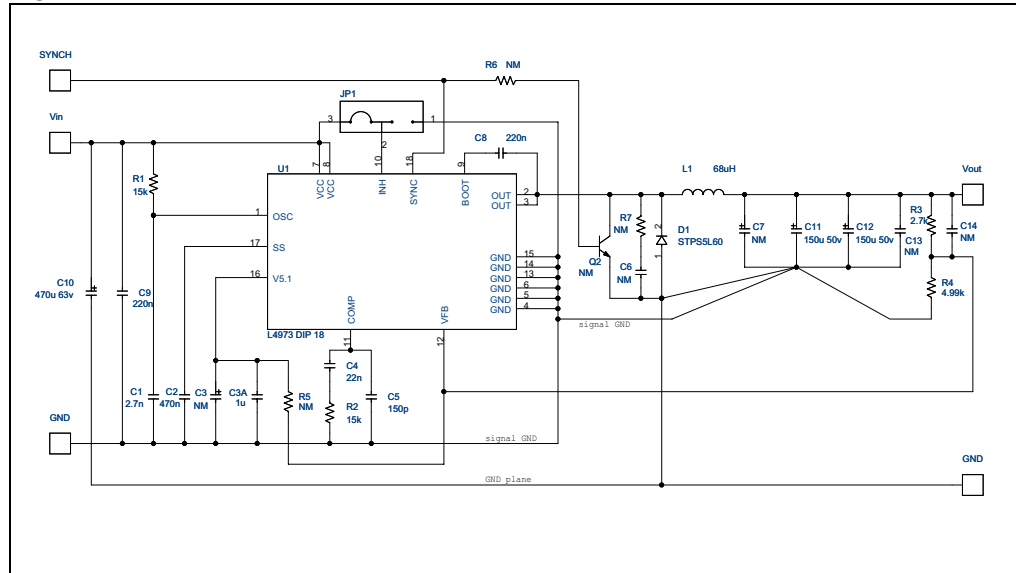 SYNCH
R6 NM
Vin
JP1
3
1
2
C8 220n
7
8
10
18
9
U1
VCC
VCC
INH
SYNC
BOOT
L1 68uH
Vout
R1
15k
1
OSC
OUT
2
OUT
3
R7
NM
D1
STPS5L60
2
1
C7
NM
C11
150u 50v
C12
150u 50v
C13
NM
R3
2.7k
C14
NM
17
SS
Q2
NM
C6
NM
16
V5.1
GND
15
GND
14
GND
13
GND
6
GND
5
GND
4
R4
4.99k
C10
470u 63v
C9
220n
COMP
VFB
signal GND
L4973 DIP 18
11
12
C4
22n
C1
2.7n
C2
470n
C3
NM
C3A
1u
R5
NM
R2
15k
C5
150p
GND
signal GND
GND
GND plane